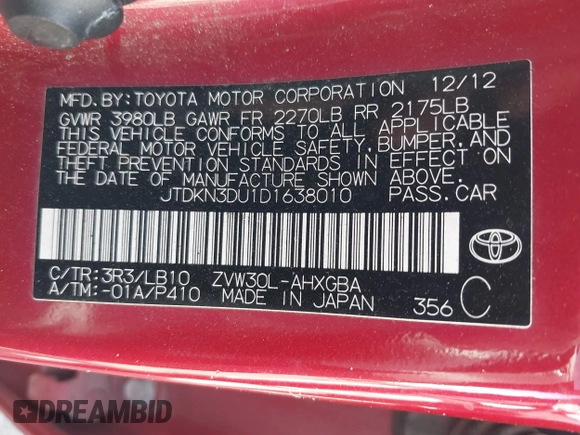 MFD.BY:TOYOTA MOTOR CORPORATION 12/12
GVWR 3980LB GAWR FR 2270LB RR 2175LB
THIS VEHICLE CONFORMS TO ALL APPLICABLE
FEDERAL MOTOR VEHICLE SAFETY,BUMPER,AND
THEFT PREVENTION STANDARDS IN EFFECT ON
THE DATE OF MANUFACTURE SHOWN ABOVE.
JTDKN3DU1D1638010 PASS.CAR
C/TR:3R3/LB10 ZVW30L-AHXGBA
A/TM:-01A/P410 MADE IN JAPAN 356 C
TOYOTA
DREAMBID